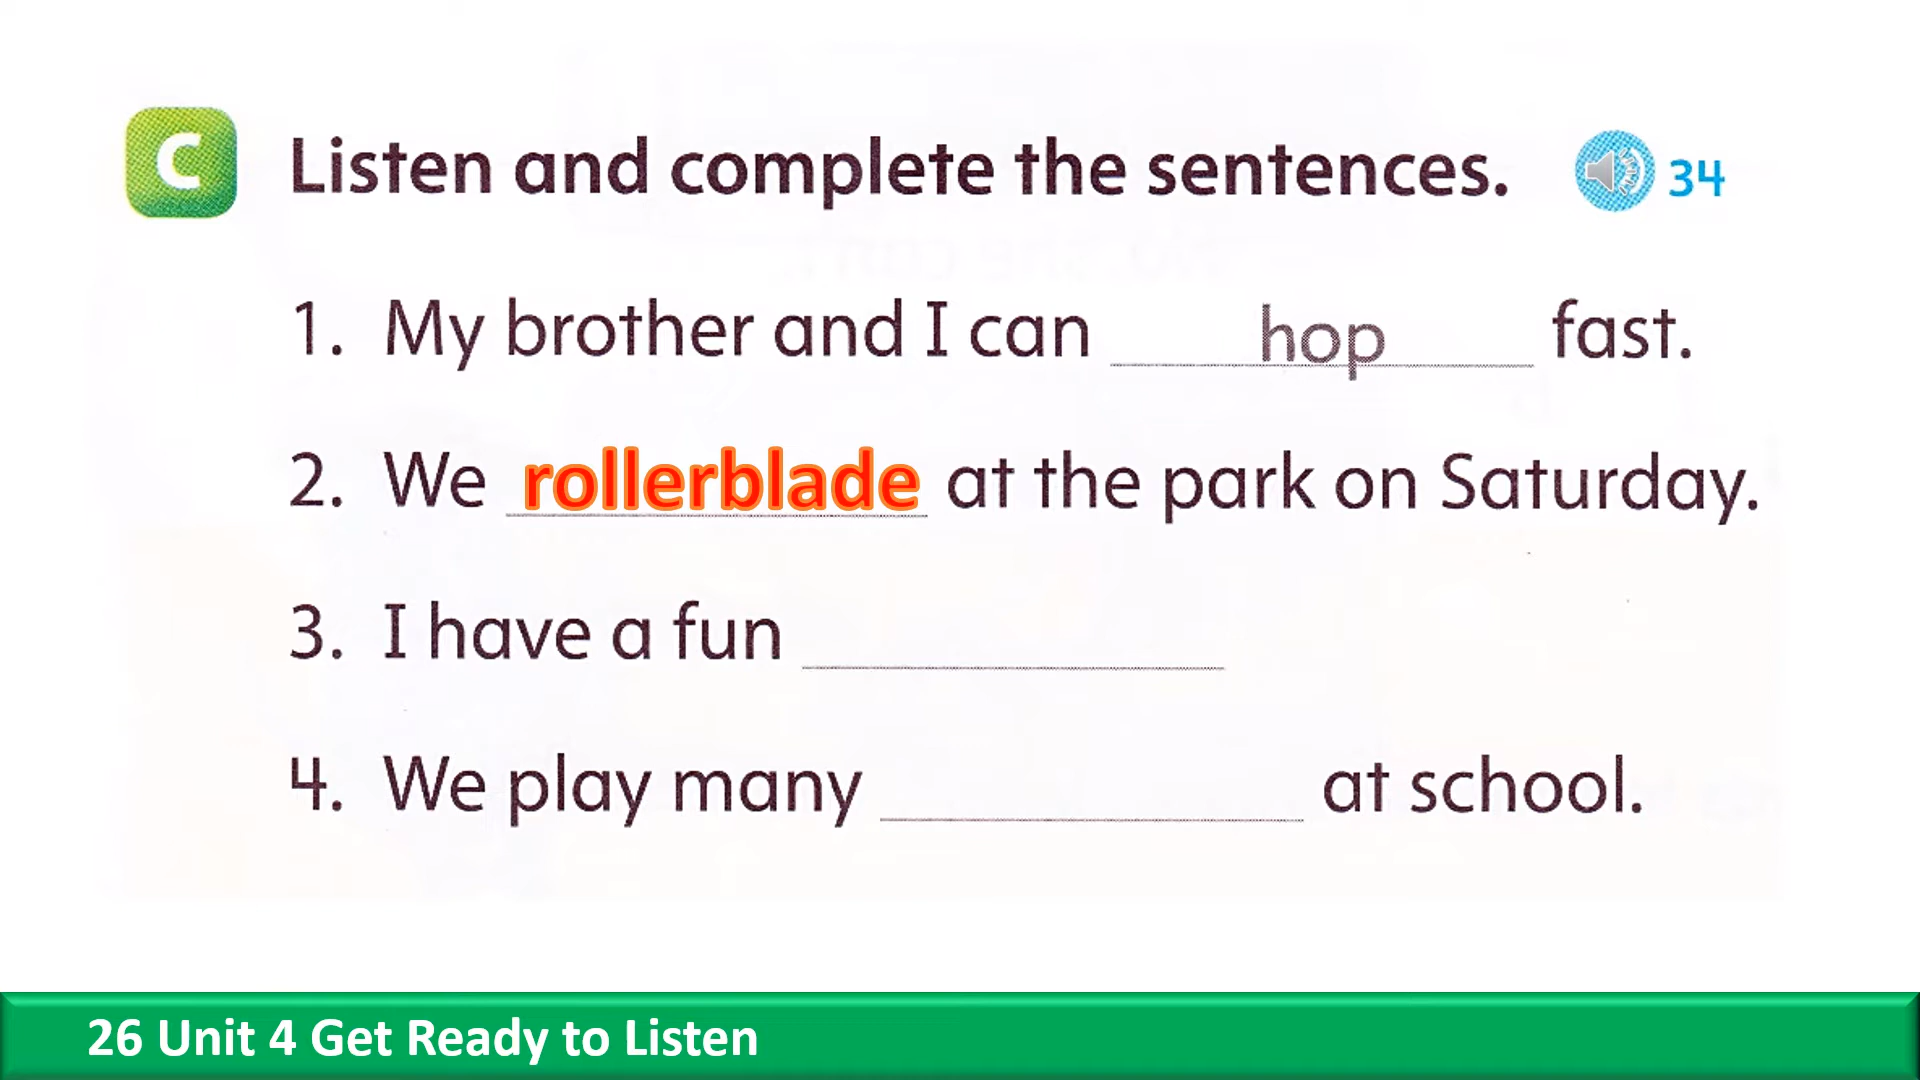 C Listen and complete the sentences. 34
1. My brother and I can hop fast.
2. We rollerblade at the park on Saturday.
3. I have a fun
4. We play many at school.
26 Unit 4 Get Ready to Listen